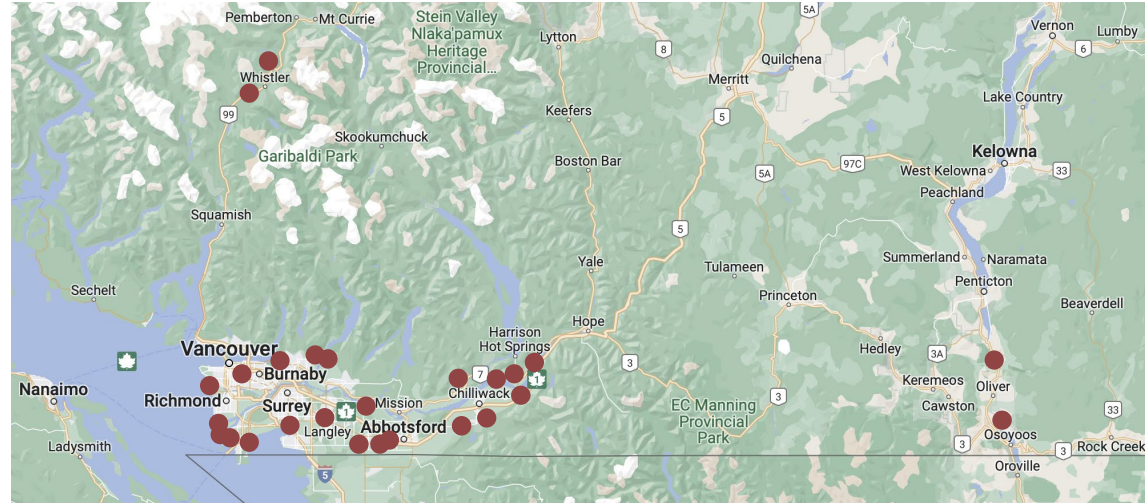 Pemberton
Mt Currie
Stein Valley
Nlaka'pamux
Heritage
Provincial...
Lytton
5A
8
Quilchena
Merritt
Vernon
Lumby
6
Whistler
99
Keefers
5
Lake Country
Skookumchuck
Garibaldi Park
Boston Bar
5A
97C
Kelowna
West Kelowna
33
Peachland
Squamish
5
Yale
Tulameen
Summerland
Naramata
Penticton
Sechelt
Princeton
Beaverdell
Hope
Harrison
Hot Springs
Vancouver
Hedley
3A
3
7
1
Burnaby
Nanaimo
Richmond
Surrey
1
Mission
Chilliwack
Keremeos
Oliver
Cawston
3
Langley
Abbotsford
EC Manning
Provincial
Park
33
Ladysmith
Osoyoos
3
3
Rock Creek
5
Oroville